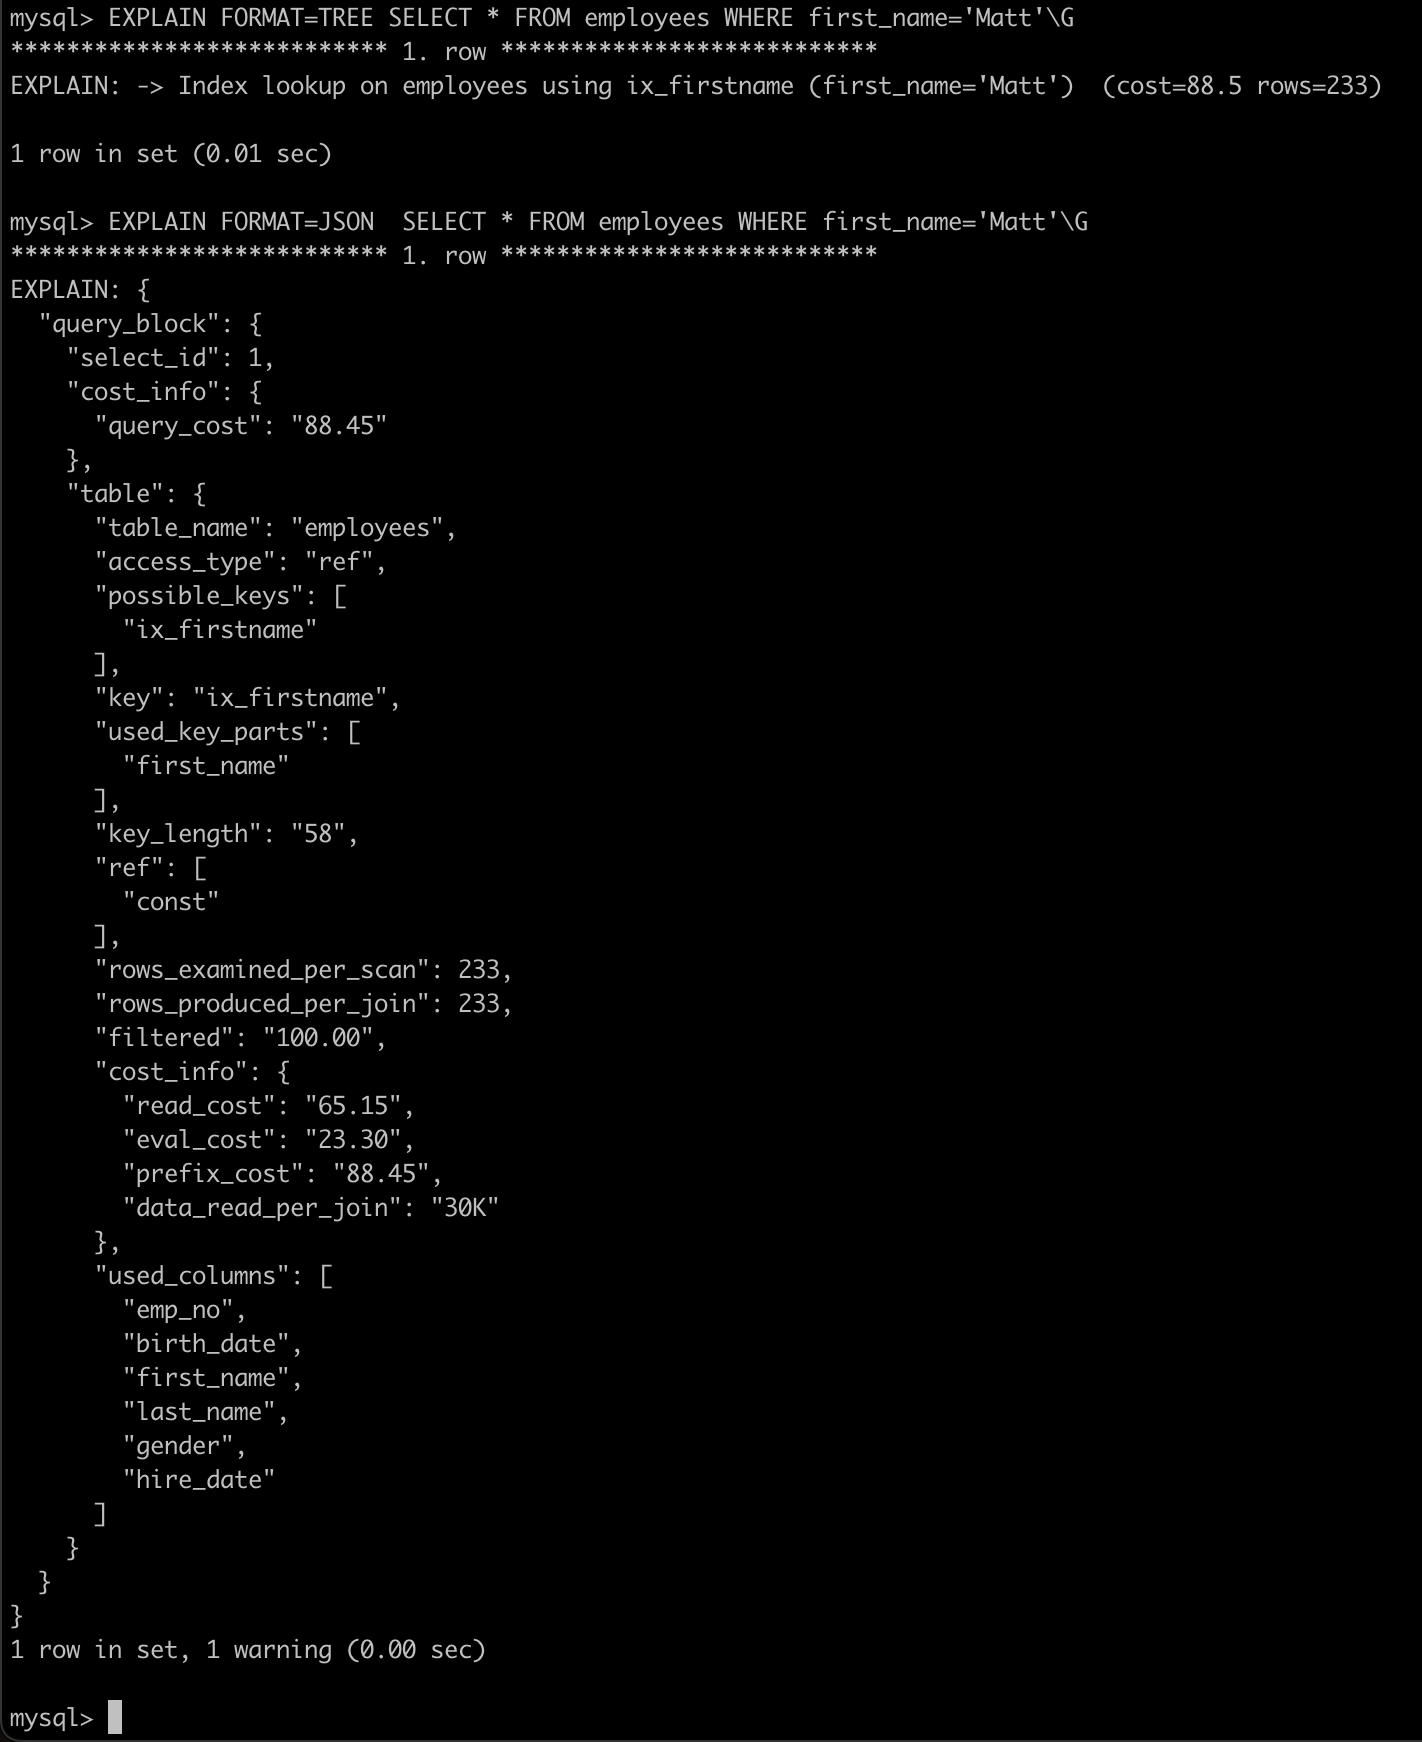 mysql> EXPLAIN FORMAT=TREE SELECT * FROM employees WHERE first_name='Matt'\G
*************************** 1. row ***************************
EXPLAIN: -> Index lookup on employees using ix_firstname (first_name='Matt')  (cost=88.5 rows=233)

1 row in set (0.01 sec)

mysql> EXPLAIN FORMAT=JSON  SELECT * FROM employees WHERE first_name='Matt'\G
*************************** 1. row ***************************
EXPLAIN: {
  "query_block": {
    "select_id": 1,
    "cost_info": {
      "query_cost": "88.45"
    },
    "table": {
      "table_name": "employees",
      "access_type": "ref",
      "possible_keys": [
        "ix_firstname"
      ],
      "key": "ix_firstname",
      "used_key_parts": [
        "first_name"
      ],
      "key_length": "58",
      "ref": [
        "const"
      ],
      "rows_examined_per_scan": 233,
      "rows_produced_per_join": 233,
      "filtered": "100.00",
      "cost_info": {
        "read_cost": "65.15",
        "eval_cost": "23.30",
        "prefix_cost": "88.45",
        "data_read_per_join": "30K"
      },
      "used_columns": [
        "emp_no",
        "birth_date",
        "first_name",
        "last_name",
        "gender",
        "hire_date"
      ]
    }
  }
}
1 row in set, 1 warning (0.00 sec)

mysql>